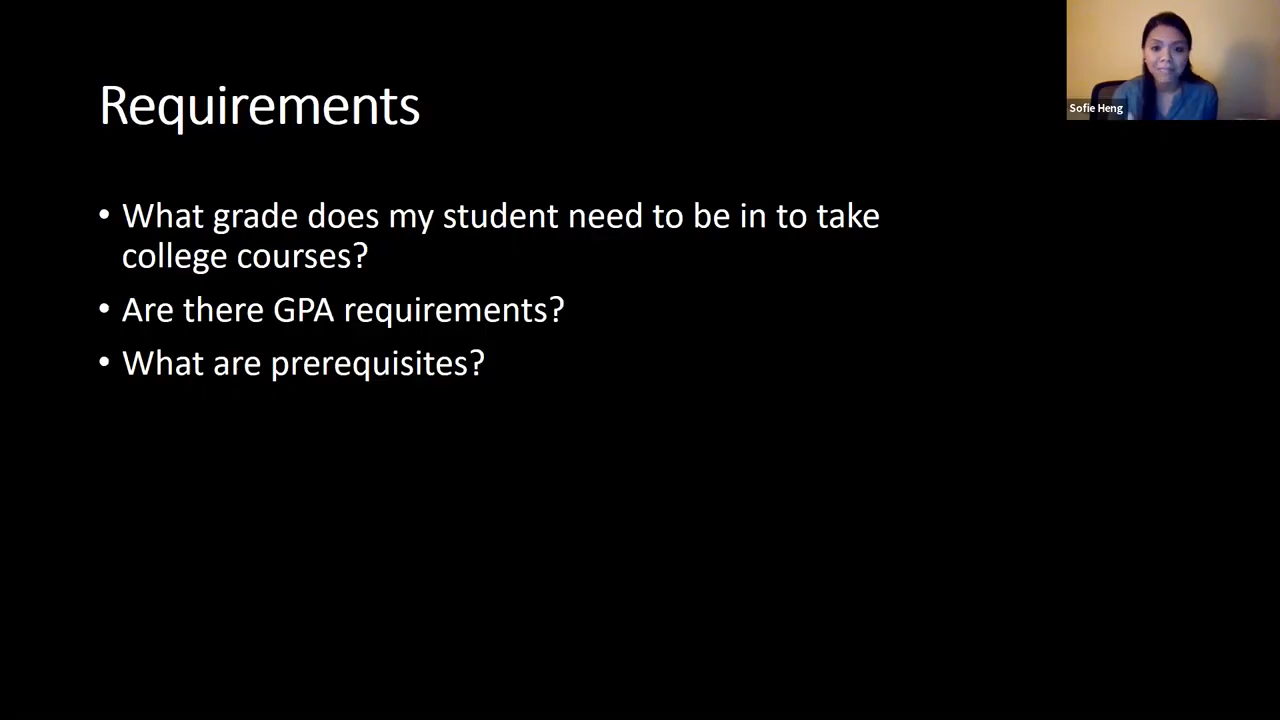 Requirements
• What grade does my student need to be in to take
college courses?
• Are there GPA requirements?
• What are prerequisites?
Sofie Heng